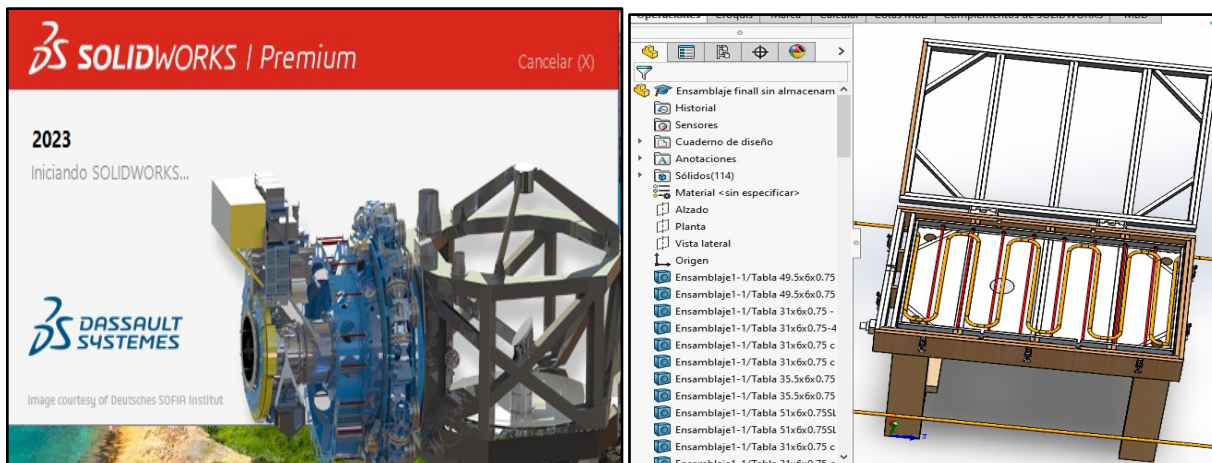 SOLIDWORKS | Premium
Cancelar (X)
2023
Iniciando SOLIDWORKS...
DASSAULT
SYSTEMES
Image courtesy of Deutsches SOFIA Institut
Operaciones Croquis Marca Calcular Cotas MBD Complementos de SOLIDWORKS MBD
Ensamblaje finall sin almacenam
Historial
Sensores
Cuaderno de diseño
Anotaciones
Sólidos(114)
Material <sin especificar>
Alzado
Planta
Vista lateral
Origen
Ensamblaje1-1/Tabla 49.5x6x0.75
Ensamblaje1-1/Tabla 49.5x6x0.75
Ensamblaje1-1/Tabla 31x6x0.75 -
Ensamblaje1-1/Tabla 31x6x0.75-4
Ensamblaje1-1/Tabla 31x6x0.75 c
Ensamblaje1-1/Tabla 31x6x0.75 c
Ensamblaje1-1/Tabla 35.5x6x0.75
Ensamblaje1-1/Tabla 35.5x6x0.75
Ensamblaje1-1/Tabla 51x6x0.75SL
Ensamblaje1-1/Tabla 51x6x0.75SL
Ensamblaje1-1/Tabla 31x6x0.75 c
Ensamblaje1-1/Tabla 31x6x0.75 c